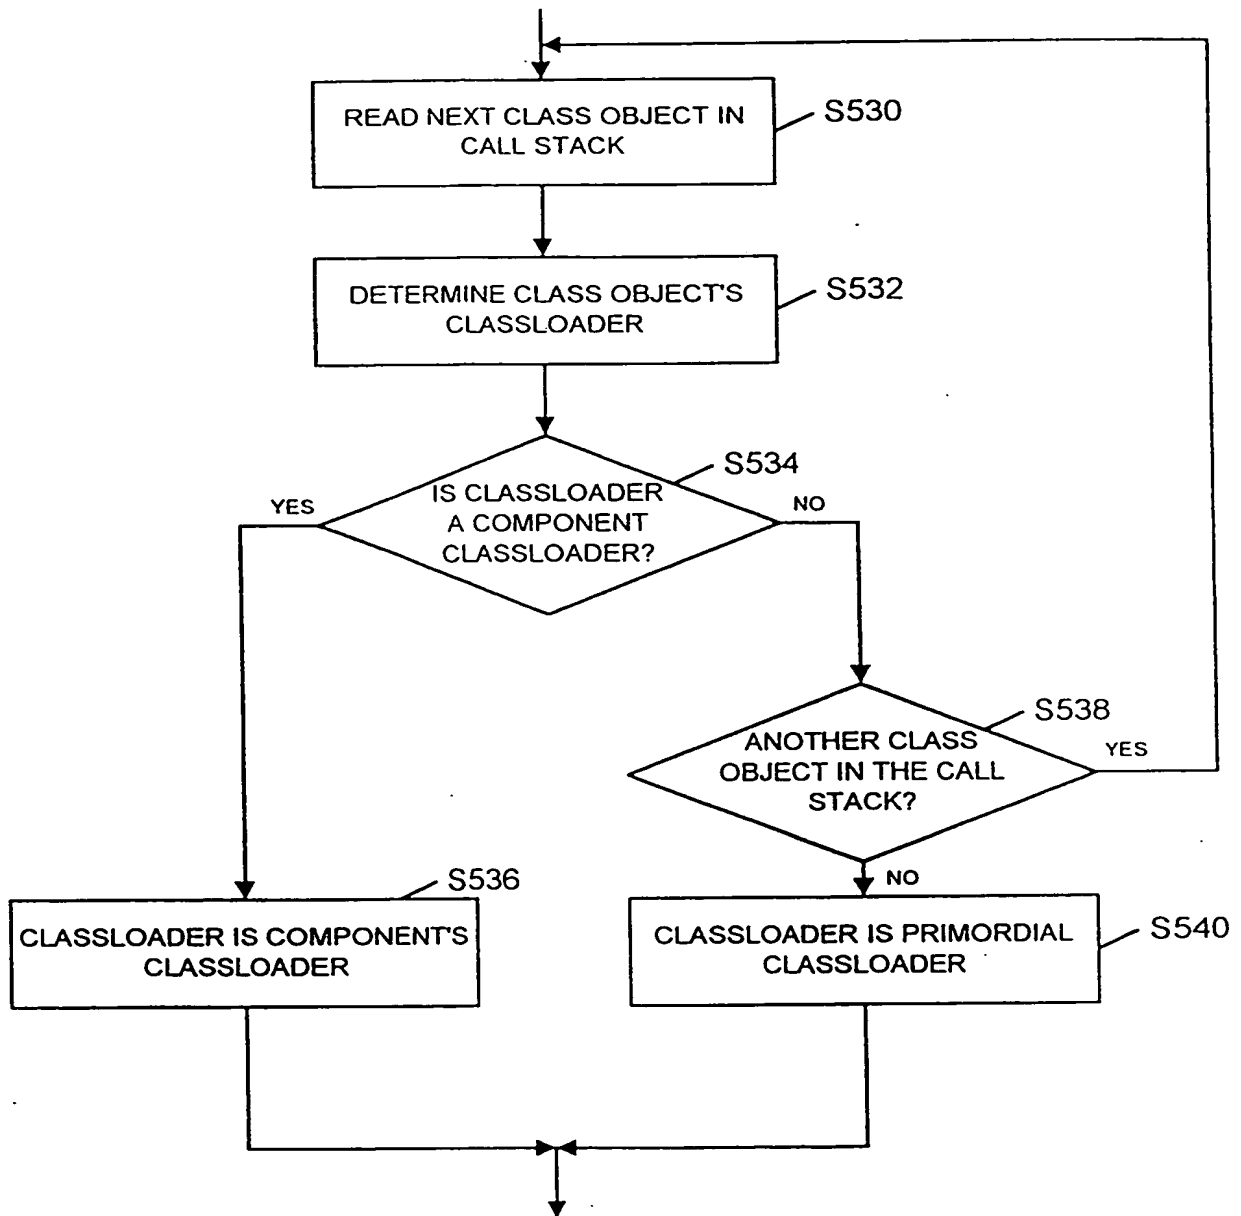 READ NEXT CLASS OBJECT IN
CALL STACK
S530
DETERMINE CLASS OBJECT'S
CLASSLOADER
S532
S534
IS CLASSLOADER
A COMPONENT
CLASSLOADER?
YES
NO
S538
ANOTHER CLASS
OBJECT IN THE CALL
STACK?
YES
NO
S536
CLASSLOADER IS COMPONENT'S
CLASSLOADER
CLASSLOADER IS PRIMORDIAL
CLASSLOADER
S540